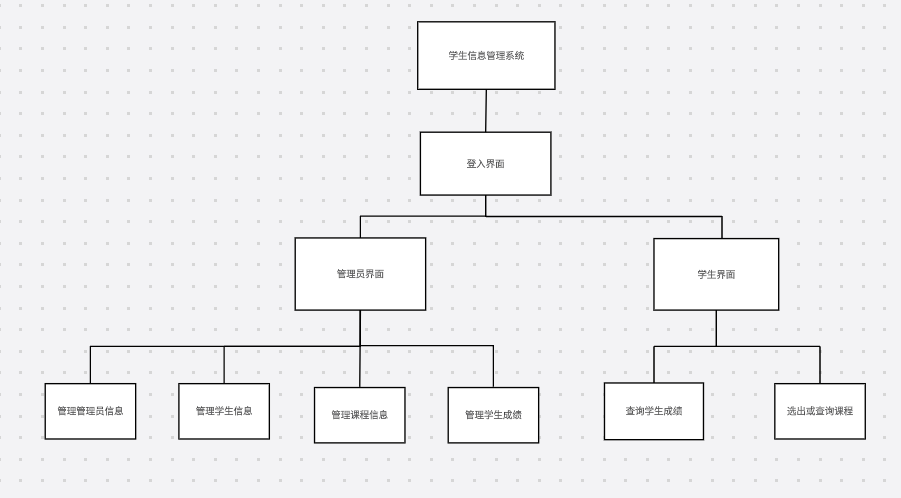 学生信息管理系统
登入界面
管理员界面
学生界面
管理管理员信息
管理学生信息
管理课程信息
管理学生成绩
查询学生成绩
选出或查询课程